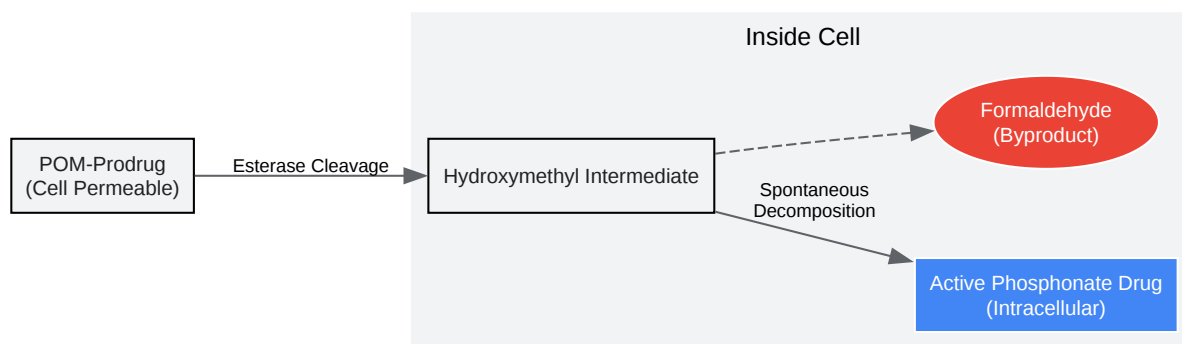 Inside Cell
POM-Prodrug
(Cell Permeable)
Esterase Cleavage
Hydroxymethyl Intermediate
Formaldehyde
(Byproduct)
Spontaneous
Decomposition
Active Phosphonate Drug
(Intracellular)